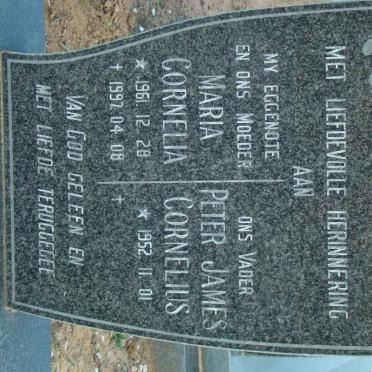 MET LIEFDEVOLLE HERINNERING
AAN
MY EGGENOTE
EN ONS MOEDER
MARIA
CORNELIA
★ 1961. 12. 28
† 1997. 04. 08
ONS VADER
PETER JAMES
CORNELIUS
★ 1952. 11. 01
†
VAN GOD GELEEN EN
MET LIEFDE TERUGGEGEE